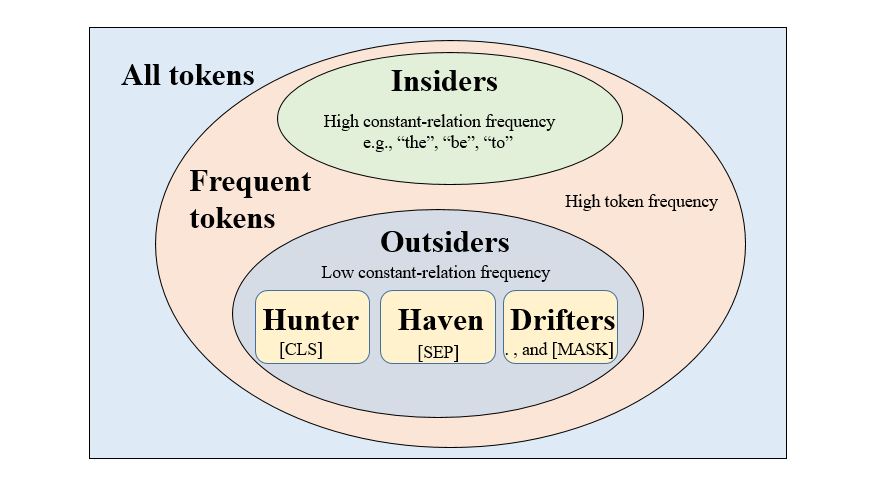 All tokens
Insiders
High constant-relation frequency
e.g., “the”, “be”, “to”
Frequent
tokens
High token frequency
Outsiders
Low constant-relation frequency
Hunter
[CLS]
Haven
[SEP]
Drifters
. , and [MASK]